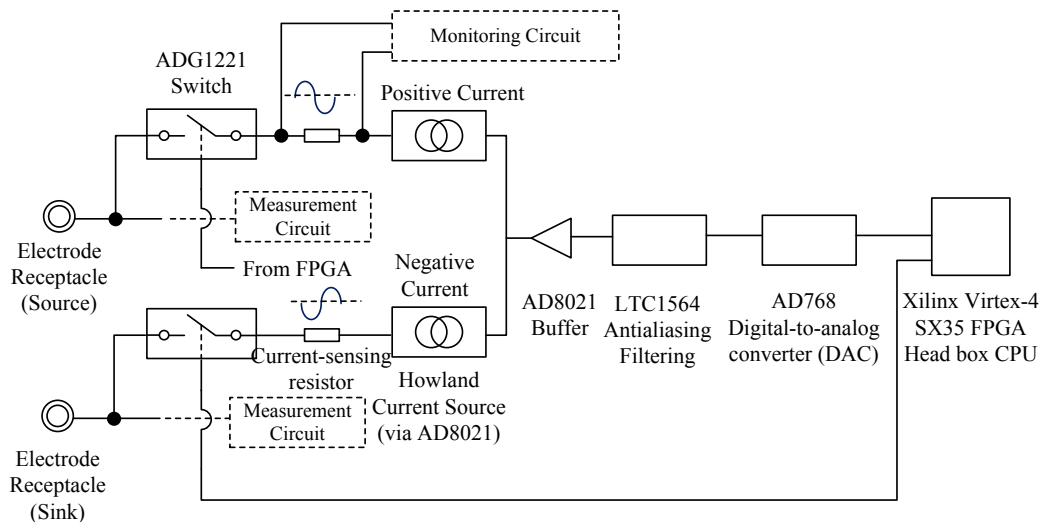 Monitoring Circuit
ADG1221
Switch
Positive Current
Measurement
Circuit
Electrode
Receptacle
(Source)
From FPGA
Negative
Current
AD8021
Buffer
LTC1564
Antialiasing
Filtering
AD768
Digital-to-analog
converter (DAC)
Xilinx Virtex-4
SX35 FPGA
Head box CPU
Current-sensing
resistor
Howland
Current Source
(via AD8021)
Measurement
Circuit
Electrode
Receptacle
(Sink)